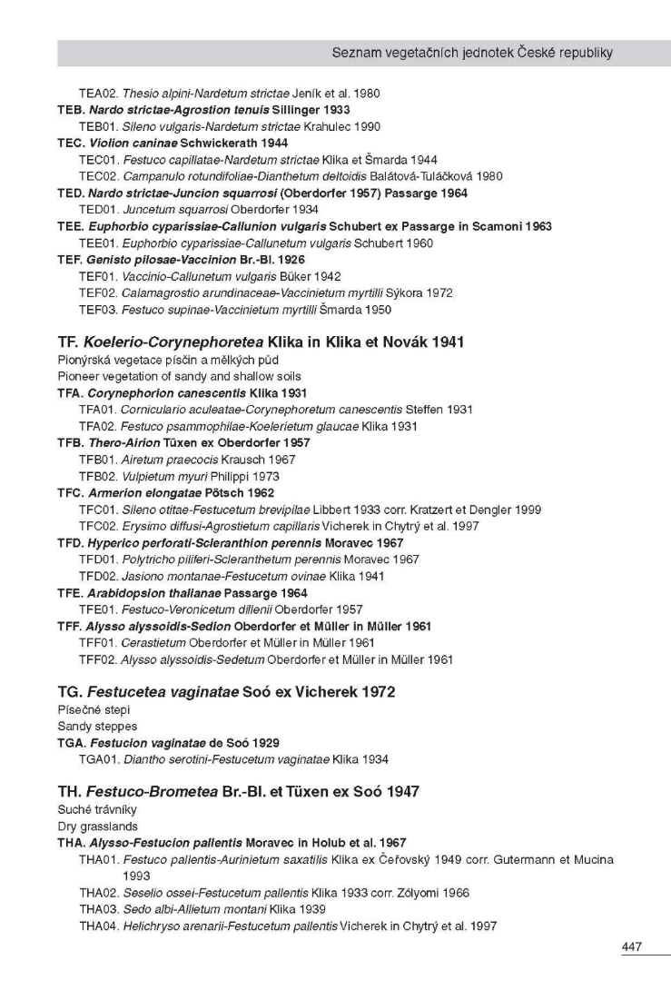 Seznam vegetačních jednotek České republiky
TEA02. Thesio alpini-Nardetum strictae Jeník et al. 1980
TEB. Nardo strictae-Agrostion tenuis Sillinger 1933
TEB01. Sileno vulgaris-Nardetum strictae Krahulec 1990
TEC. Violion caninae Schwickerath 1944
TEC01. Festuco capillatae-Nardetum strictae Klika et Šmarda 1944
TEC02. Campanulo rotundifoliae-Dianthetum deltoidis Balátová-Tuláčková 1980
TED. Nardo strictae-Juncion squarrosi (Oberdorfer 1957) Passarge 1964
TED01. Juncetum squarrosi Oberdorfer 1934
TEE. Euphorbio cyparissiae-Callunion vulgaris Schubert ex Passarge in Scamoni 1963
TEE01. Euphorbio cyparissiae-Callunetum vulgaris Schubert 1960
TEF. Genisto pilosae-Vaccinion Br.-Bl. 1926
TEF01. Vaccinio-Callunetum vulgaris Büker 1942
TEF02. Calamagrostio arundinaceae-Vaccinietum myrtilli Sýkora 1972
TEF03. Festuco supinae-Vaccinietum myrtilli Šmarda 1950
TF. Koelerio-Corynephoretea Klika in Klika et Novák 1941
Pionýrská vegetace písčin a mělkých půd
Pioneer vegetation of sandy and shallow soils
TFA. Corynephorion canescentis Klika 1931
TFA01. Corniculario aculeatae-Corynephoretum canescentis Steffen 1931
TFA02. Festuco psammophilae-Koelerietum glaucae Klika 1931
TFB. Thero-Airion Tüxen ex Oberdorfer 1957
TFB01. Airetum praecocis Krausch 1967
TFB02. Vulpietum myuri Philippi 1973
TFC. Armerion elongatae Pötsch 1962
TFC01. Sileno otitae-Festucetum brevipilae Libbert 1933 corr. Kratzert et Dengler 1999
TFC02. Erysimo diffusi-Agrostietum capillaris Vicherek in Chytrý et al. 1997
TFD. Hyperico perforati-Scleranthion perennis Moravec 1967
TFD01. Polytricho piliferi-Scleranthetum perennis Moravec 1967
TFD02. Jasiono montanae-Festucetum ovinae Klika 1941
TFE. Arabidopsion thalianae Passarge 1964
TFE01. Festuco-Veronicetum dillenii Oberdorfer 1957
TFF. Alysso alyssoidis-Sedion Oberdorfer et Müller in Müller 1961
TFF01. Cerastietum Oberdorfer et Müller in Müller 1961
TFF02. Alysso alyssoidis-Sedetum Oberdorfer et Müller in Müller 1961
TG. Festucetea vaginatae Soó ex Vicherek 1972
Písečné stepi
Sandy steppes
TGA. Festucion vaginatae de Soó 1929
TGA01. Diantho serotini-Festucetum vaginatae Klika 1934
TH. Festuco-Brometea Br.-Bl. et Tüxen ex Soó 1947
Suché trávníky
Dry grasslands
THA. Alysso-Festucion pallentis Moravec in Holub et al. 1967
THA01. Festuco pallentis-Aurinietum saxatilis Klika ex Čeřovský 1949 corr. Gutermann et Mucina
1993
THA02. Seselio ossei-Festucetum pallentis Klika 1933 corr. Zólyomi 1966
THA03. Sedo albi-Allietum montani Klika 1939
THA04. Helichryso arenarii-Festucetum pallentis Vicherek in Chytrý et al. 1997
447